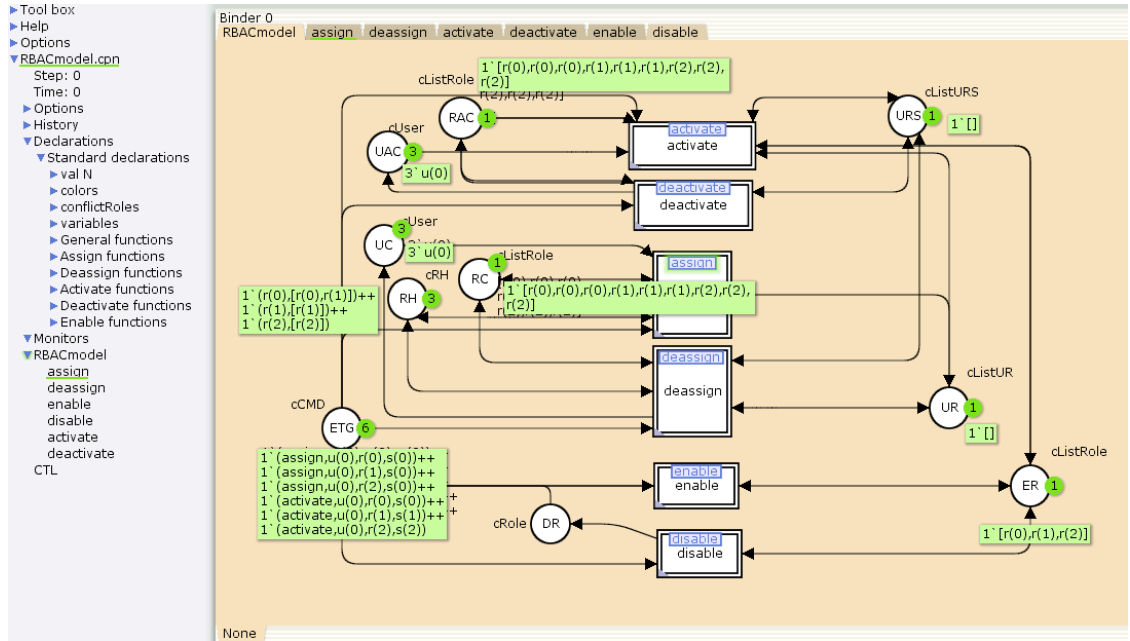 Tool box
Help
Options
RBACmodel.cpn
Step: 0
Time: 0
Options
History
Declarations
Standard declarations
val N
colors
conflictRoles
variables
General functions
Assign functions
Deassign functions
Activate functions
Deactivate functions
Enable functions
Monitors
RBACmodel
assign
deassign
enable
disable
activate
deactivate
CTL
Binder 0
RBACmodel assign deassign activate deactivate enable disable
cListRole
1`[r(0),r(0),r(0),r(1),r(1),r(1),r(2),r(2),
r(2)]
r(2),r(2),r(2)]
RAC
1
cUser
UAC
3
3`u(0)
activate
activate
cListURS
URS
1
1`[]
deactivate
deactivate
cUser
3
UC
3`u(0)
cListRole
1
RC
cRH
RH
3
1`(r(0),[r(0),r(1)])++
1`(r(1),[r(1)])++
1`(r(2),[r(2)])
1`[r(0),r(0),r(0),r(1),r(1),r(1),r(2),r(2),
r(2)]
assign
deassign
deassign
cListUR
UR
1
1`[]
cCMD
ETG
6
1`(assign,u(0),r(0),s(0))++
1`(assign,u(0),r(1),s(0))++
1`(assign,u(0),r(2),s(0))++
1`(activate,u(0),r(0),s(0))++
1`(activate,u(0),r(1),s(1))++
1`(activate,u(0),r(2),s(2))
enable
enable
cListRole
ER
1
1`[r(0),r(1),r(2)]
cRole
DR
disable
disable
None